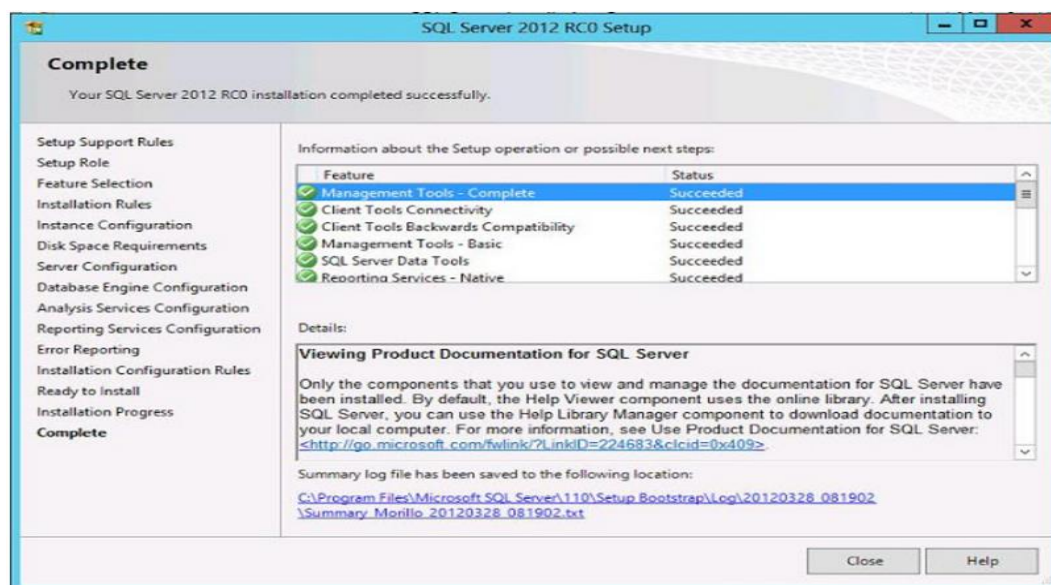 SQL Server 2012 RC0 Setup
Complete
Your SQL Server 2012 RC0 installation completed successfully.
Setup Support Rules
Setup Role
Feature Selection
Installation Rules
Instance Configuration
Disk Space Requirements
Server Configuration
Database Engine Configuration
Analysis Services Configuration
Reporting Services Configuration
Error Reporting
Installation Configuration Rules
Ready to Install
Installation Progress
Complete
Information about the Setup operation or possible next steps:
Feature Status
Management Tools - Complete Succeeded
Client Tools Connectivity Succeeded
Client Tools Backwards Compatibility Succeeded
Management Tools - Basic Succeeded
SQL Server Data Tools Succeeded
Reporting Services - Native Succeeded
Details:
Viewing Product Documentation for SQL Server
Only the components that you use to view and manage the documentation for SQL Server have
been installed. By default, the Help Viewer component uses the online library. After installing
SQL Server, you can use the Help Library Manager component to download documentation to
your local computer. For more information, see Use Product Documentation for SQL Server:
<http://go.microsoft.com/fwlink/?LinkID=224683&clcid=0x409>.
Summary log file has been saved to the following location:
C:\Program Files\Microsoft SQL Server\110\Setup Bootstrap\Log\20120328_081902
\Summary_Morillo_20120328_081902.txt
Close Help